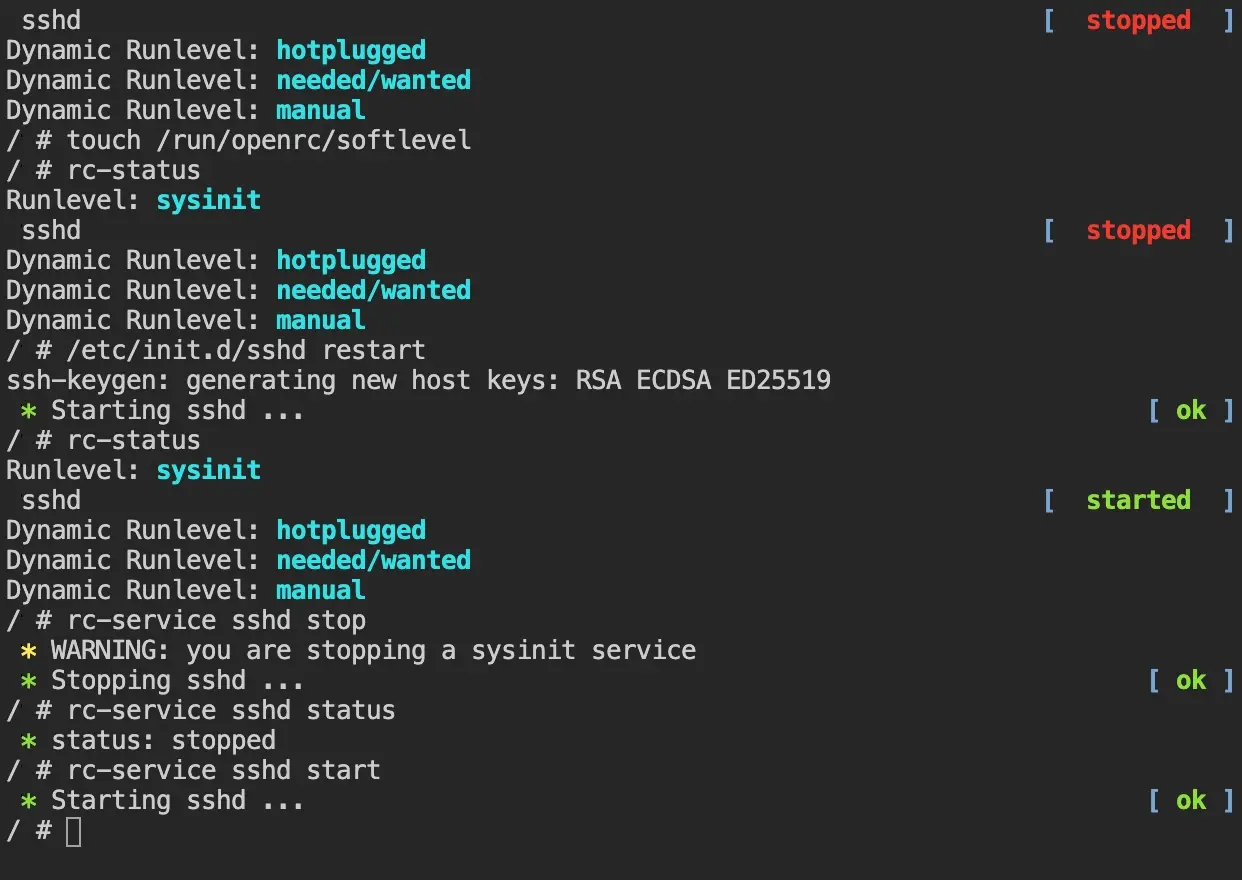 sshd [ stopped ]
Dynamic Runlevel: hotplugged
Dynamic Runlevel: needed/wanted
Dynamic Runlevel: manual
/ # touch /run/openrc/softlevel
/ # rc-status
Runlevel: sysinit
sshd [ stopped ]
Dynamic Runlevel: hotplugged
Dynamic Runlevel: needed/wanted
Dynamic Runlevel: manual
/ # /etc/init.d/sshd restart
ssh-keygen: generating new host keys: RSA ECDSA ED25519
* Starting sshd ... [ ok ]
/ # rc-status
Runlevel: sysinit
sshd [ started ]
Dynamic Runlevel: hotplugged
Dynamic Runlevel: needed/wanted
Dynamic Runlevel: manual
/ # rc-service sshd stop
* WARNING: you are stopping a sysinit service
* Stopping sshd ... [ ok ]
/ # rc-service sshd status
* status: stopped
/ # rc-service sshd start
* Starting sshd ... [ ok ]
/ #